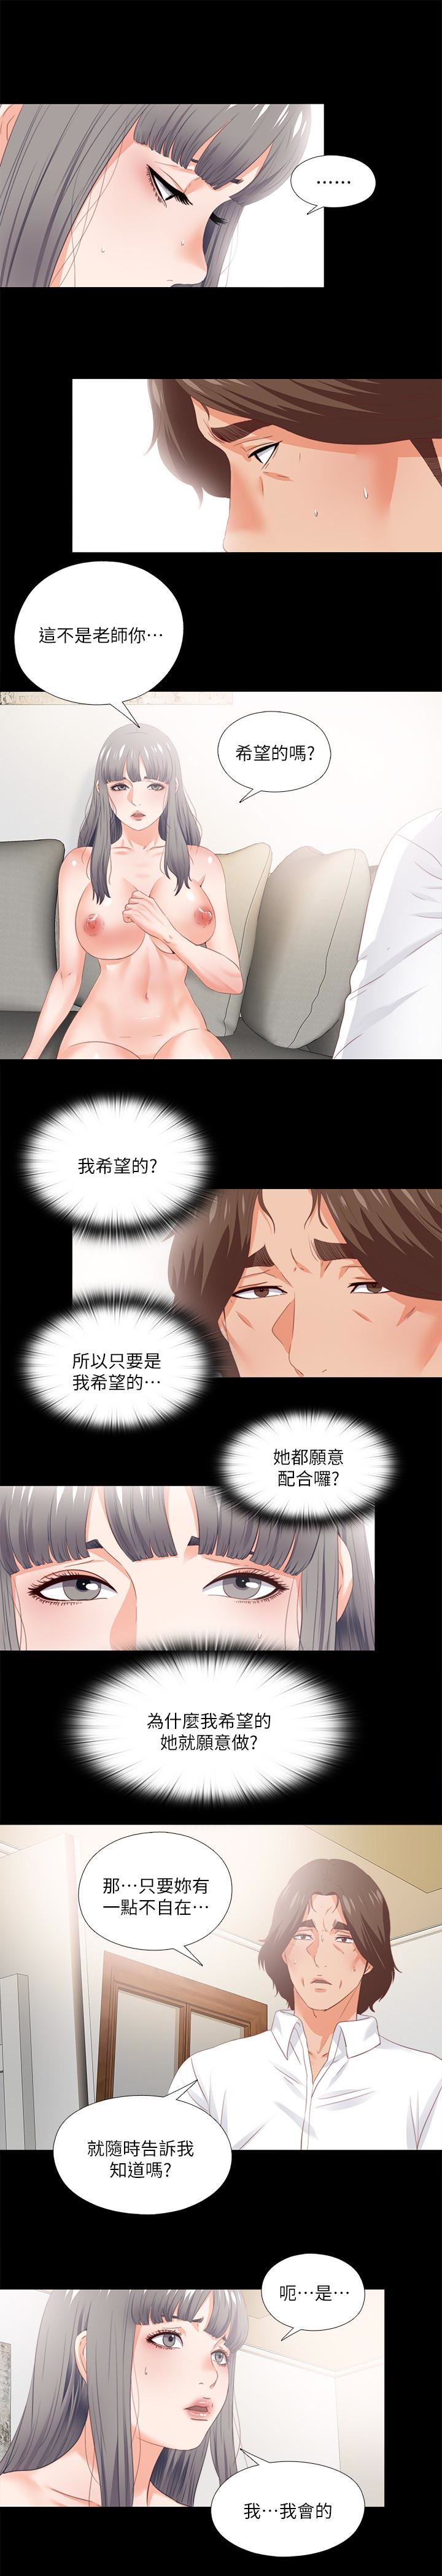 ……
這不是老師你…
希望的嗎?
我希望的?
所以只要是
我希望的…
她都願意
配合囉?
為什麼我希望的
她就願意做?
那…只要妳有
一點不自在…
就隨時告訴我
知道嗎?
呃…是…
我…我會的